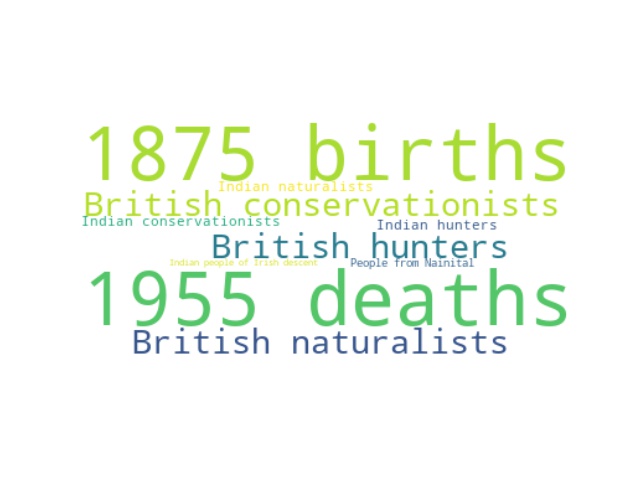 1875 births
Indian naturalists
British conservationists
Indian conservationists
Indian hunters
British hunters
Indian people of Irish descent
People from Nainital
1955 deaths
British naturalists